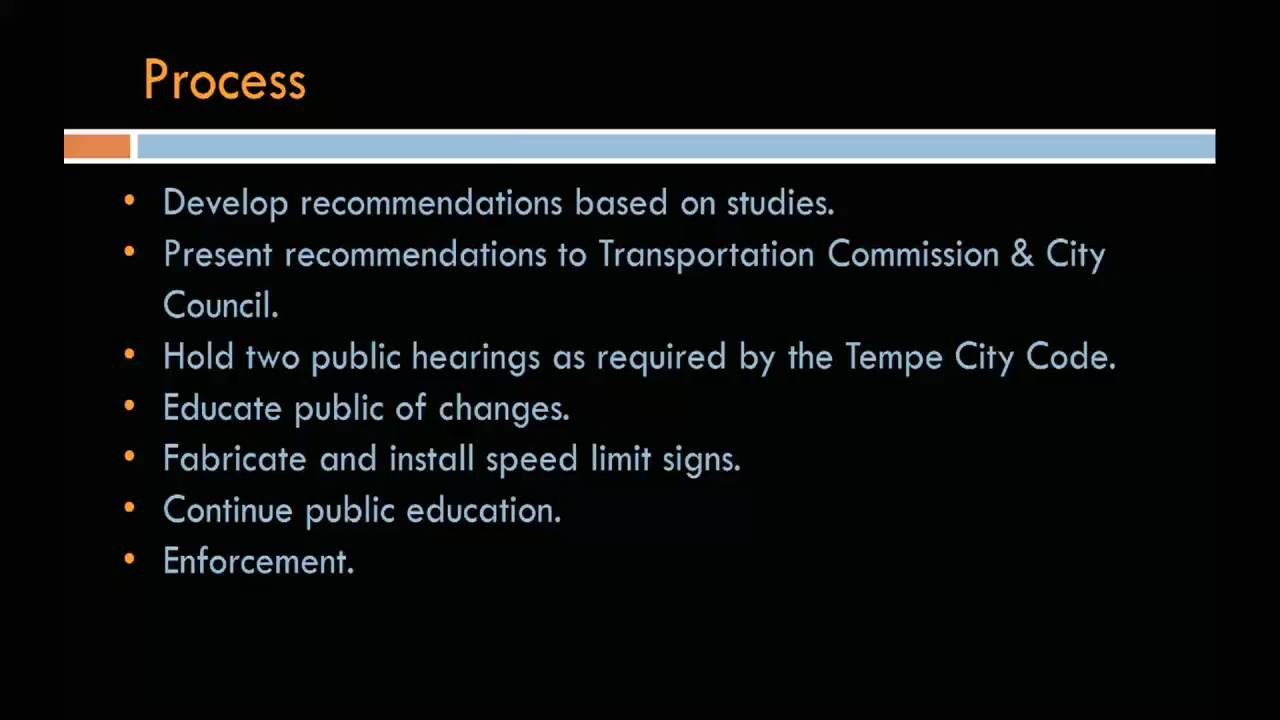 Process
• Develop recommendations based on studies.
• Present recommendations to Transportation Commission & City
Council.
• Hold two public hearings as required by the Tempe City Code.
• Educate public of changes.
• Fabricate and install speed limit signs.
• Continue public education.
• Enforcement.